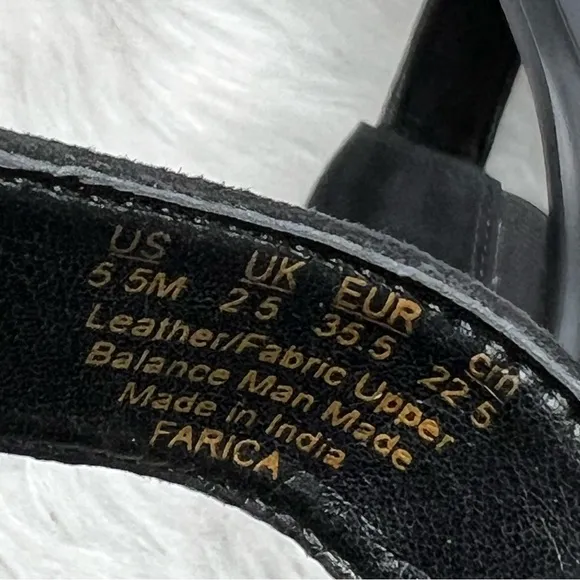 US UK EUR cm
5.5M 2.5 35.5 22.5
Leather/Fabric Upper
Balance Man Made
Made in India
FARICA